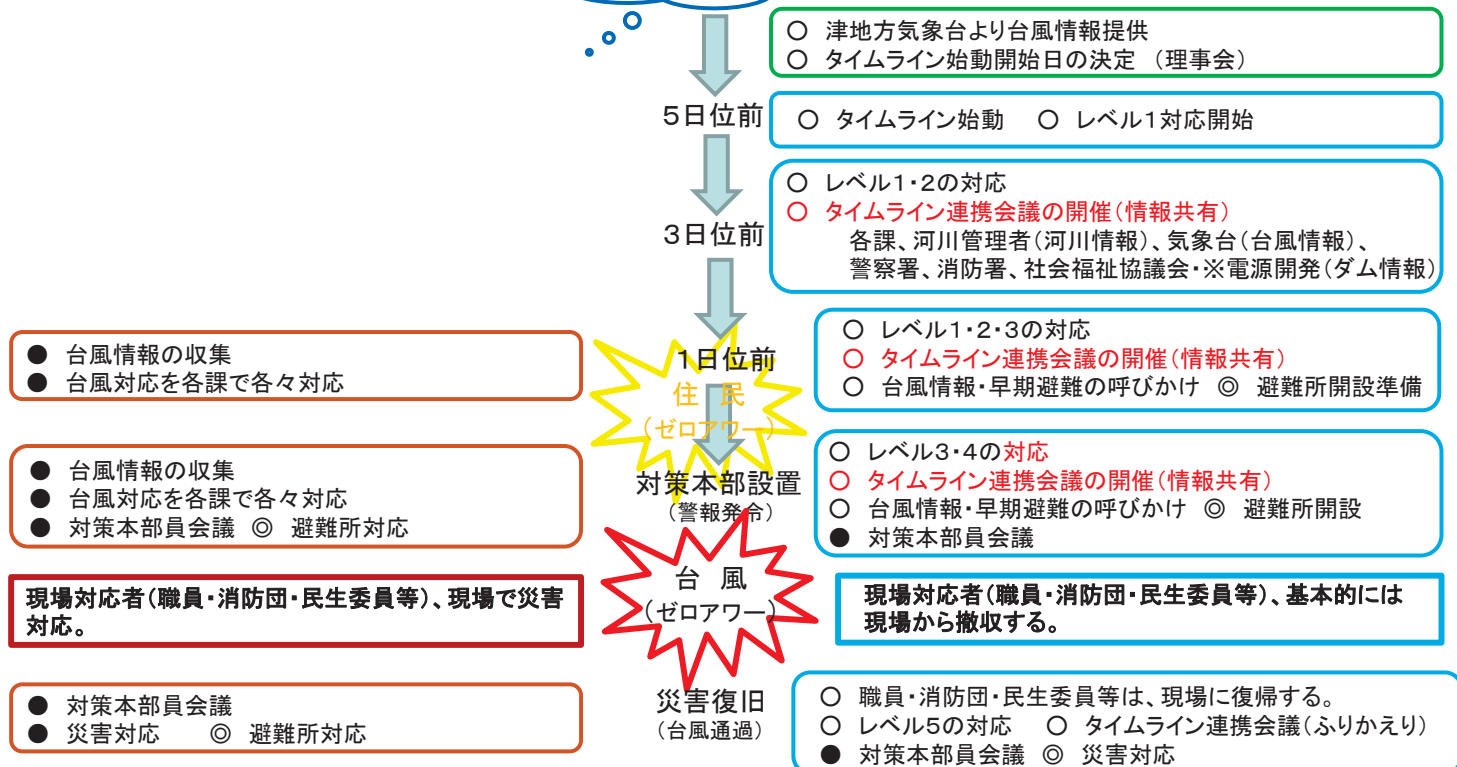 ○ 津地方気象台より台風情報提供
○ タイムライン始動開始日の決定 （理事会）
5日位前
○ タイムライン始動 ○ レベル1対応開始
3日位前
○ レベル1・2の対応
○ タイムライン連携会議の開催（情報共有）
各課、河川管理者（河川情報）、気象台（台風情報）、
警察署、消防署、社会福祉協議会・※電源開発（ダム情報）
● 台風情報の収集
● 台風対応を各課で各々対応
1日位前
住 民
（ゼロアワー）
○ レベル1・2・3の対応
○ タイムライン連携会議の開催（情報共有）
○ 台風情報・早期避難の呼びかけ ◎ 避難所開設準備
● 台風情報の収集
● 台風対応を各課で各々対応
● 対策本部員会議 ◎ 避難所対応
対策本部設置
（警報発令）
○ レベル3・4の対応
○ タイムライン連携会議の開催（情報共有）
○ 台風情報・早期避難の呼びかけ ◎ 避難所開設
● 対策本部員会議
現場対応者（職員・消防団・民生委員等）、現場で災害
対応。
台 風
（ゼロアワー）
現場対応者（職員・消防団・民生委員等）、基本的には
現場から撤収する。
● 対策本部員会議
● 災害対応 ◎ 避難所対応
災害復旧
（台風通過）
○ 職員・消防団・民生委員等は、現場に復帰する。
○ レベル5の対応 ○ タイムライン連携会議（ふりかえり）
● 対策本部員会議 ◎ 災害対応